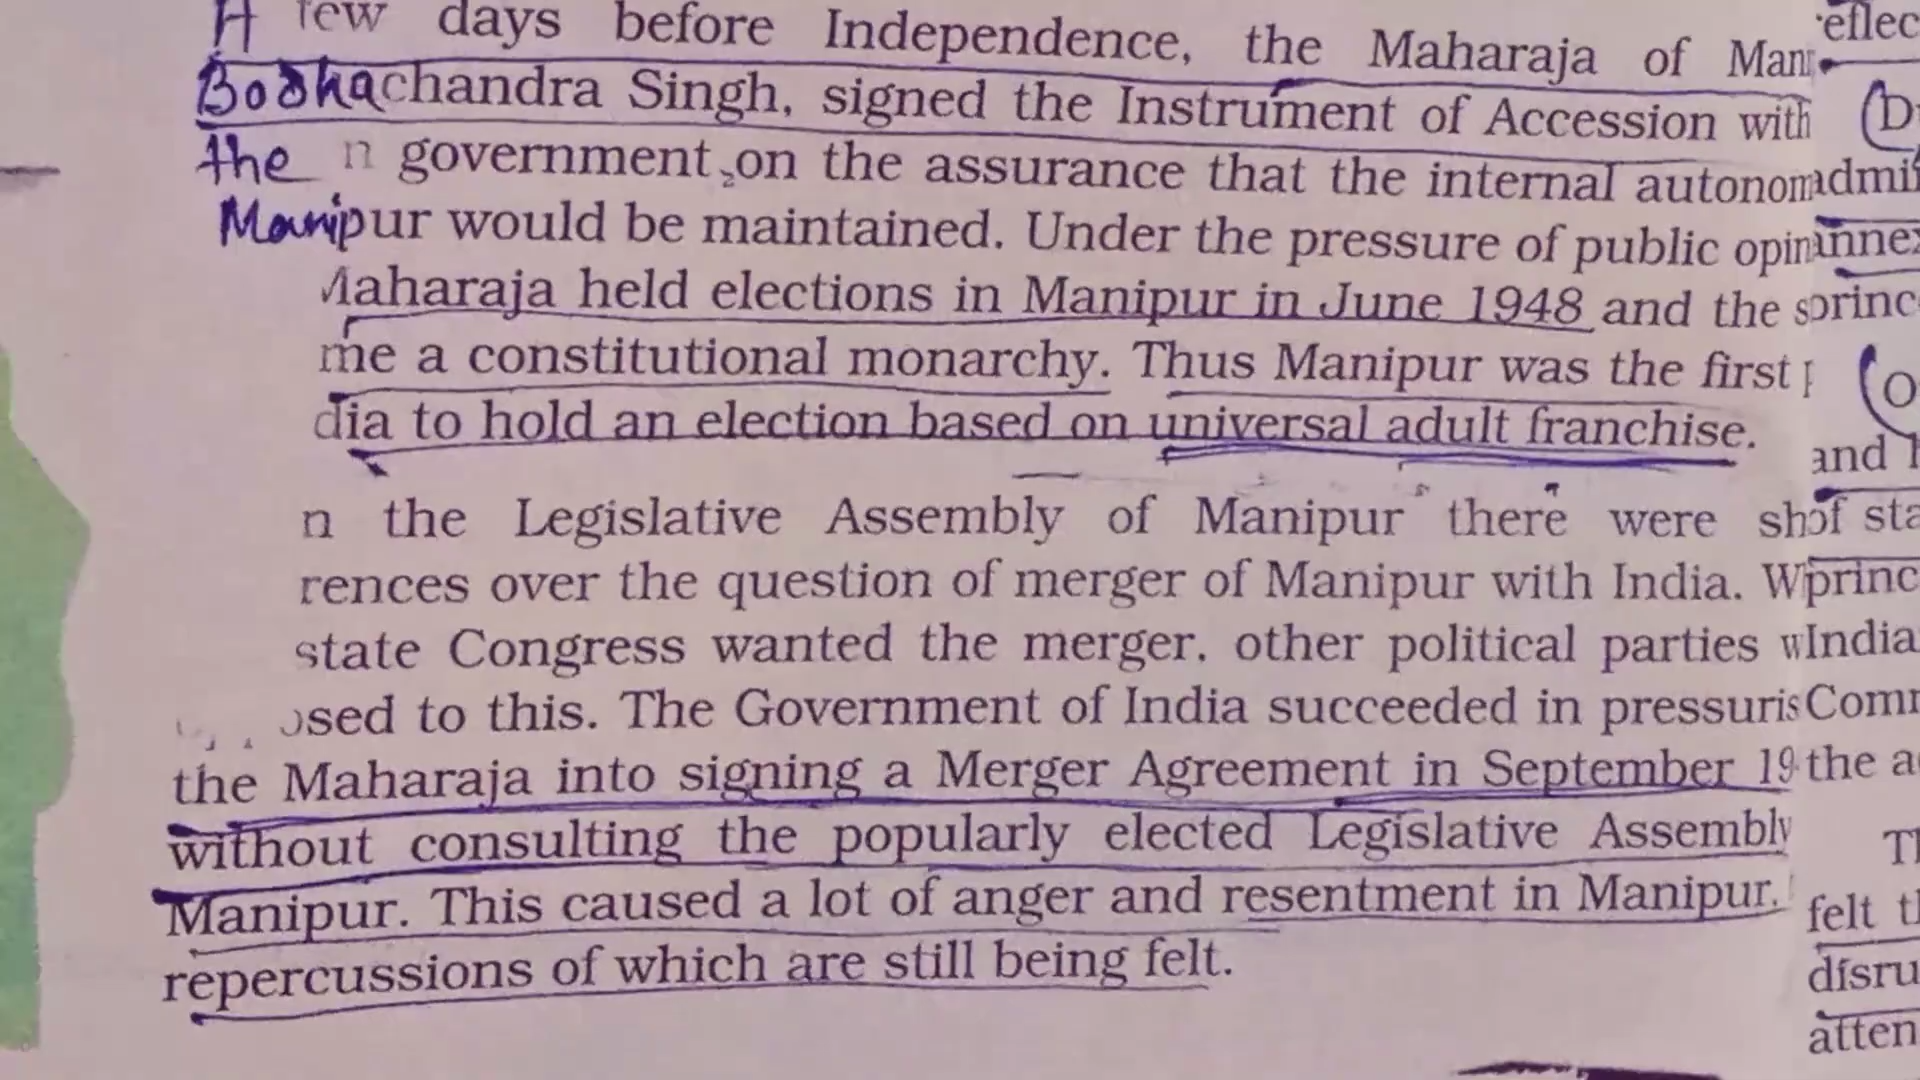 A few days before Independence, the Maharaja of Mani
Bodhachandra Singh, signed the Instrument of Accession with
the n government, on the assurance that the internal autonom
Manipur would be maintained. Under the pressure of public opin
Maharaja held elections in Manipur in June 1948 and the s
me a constitutional monarchy. Thus Manipur was the first p
dia to hold an election based on universal adult franchise.
n the Legislative Assembly of Manipur there were sh
rences over the question of merger of Manipur with India. W
state Congress wanted the merger, other political parties w
osed to this. The Government of India succeeded in pressuris
the Maharaja into signing a Merger Agreement in September 19
without consulting the popularly elected Legislative Assembly
Manipur. This caused a lot of anger and resentment in Manipur,
repercussions of which are still being felt.
eflec
(b
admi
annex
princ
(o
and
of sta
princ
India
Comm
the a
Th
felt th
disru
atten